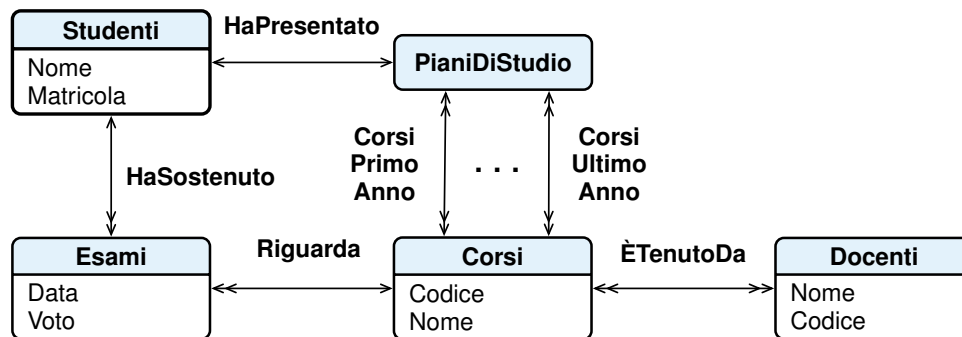 HaPresentato
Studenti
Nome
Matricola
PianiDiStudio
Corsi
Primo
Anno
. . .
Corsi
Ultimo
Anno
HaSostenuto
Esami
Data
Voto
Riguarda
Corsi
Codice
Nome
ÈTenutoDa
Docenti
Nome
Codice